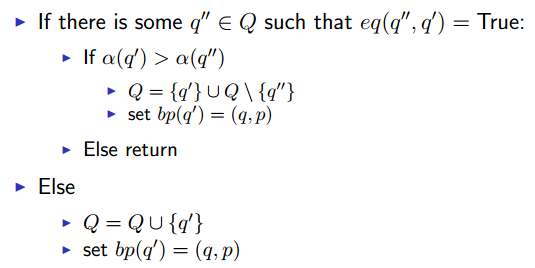 ▶ If there is some q″ ∈ Q such that eq(q″, q′) = True:
▶ If α(q′) > α(q″)
▶ Q = {q′} ∪ Q \ {q″}
▶ set bp(q′) = (q, p)
▶ Else return
▶ Else
▶ Q = Q ∪ {q′}
▶ set bp(q′) = (q, p)